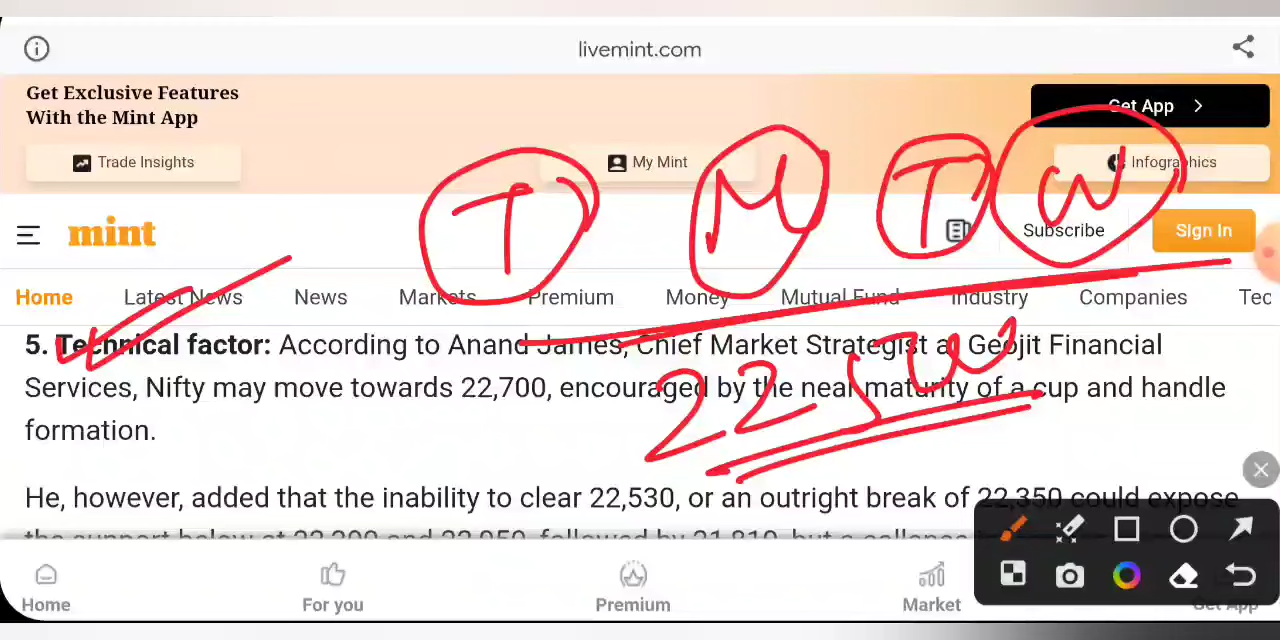 livemint.com
Get Exclusive Features
With the Mint App
Get App
Trade Insights
My Mint
Infographics
T M T W
mint
Subscribe
Sign In
Home Latest News News Markets Premium Money Mutual Fund Industry Companies Tec
5. Technical factor: According to Anand James, Chief Market Strategist at Geojit Financial
Services, Nifty may move towards 22,700, encouraged by the near maturity of a cup and handle
formation.
He, however, added that the inability to clear 22,530, or an outright break of 22,350 could expose
Home For you Premium Market Get App